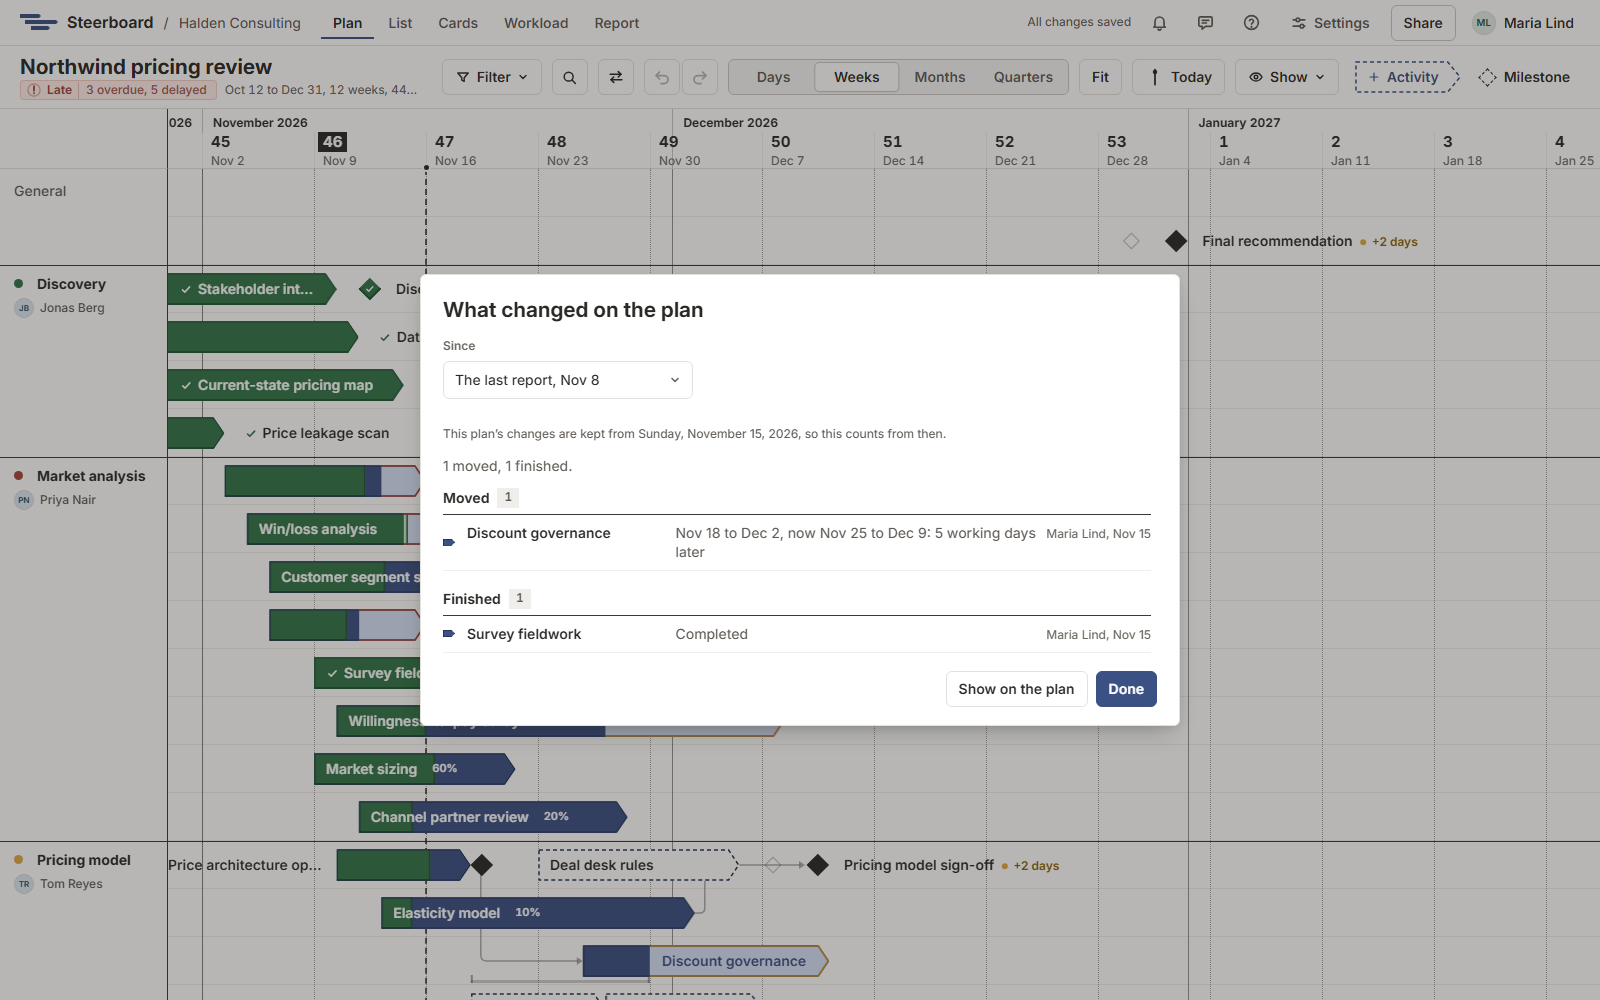 Steerboard / Halden Consulting Plan List Cards Workload Report All changes saved Settings Share ML Maria Lind
Northwind pricing review
Late 3 overdue, 5 delayed Oct 12 to Dec 31, 12 weeks, 44...
Filter Days Weeks Months Quarters Fit Today Show + Activity Milestone
026 November 2026 December 2026 January 2027
45 46 47 48 49 50 51 52 53 1 2 3 4
Nov 2 Nov 9 Nov 16 Nov 23 Nov 30 Dec 7 Dec 14 Dec 21 Dec 28 Jan 4 Jan 11 Jan 18 Jan 25
General
Final recommendation +2 days
Discovery
JB Jonas Berg
Stakeholder int...
Current-state pricing map
Price leakage scan
What changed on the plan
Since
The last report, Nov 8
This plan’s changes are kept from Sunday, November 15, 2026, so this counts from then.
1 moved, 1 finished.
Moved 1
Discount governance Nov 18 to Dec 2, now Nov 25 to Dec 9: 5 working days later Maria Lind, Nov 15
Finished 1
Survey fieldwork Completed Maria Lind, Nov 15
Show on the plan Done
Market analysis
PN Priya Nair
Win/loss analysis
Customer segment
Survey
Market sizing 60%
Channel partner review 20%
Pricing model
TR Tom Reyes
Price architecture op...
Deal desk rules
Pricing model sign-off +2 days
Elasticity model 10%
Discount governance